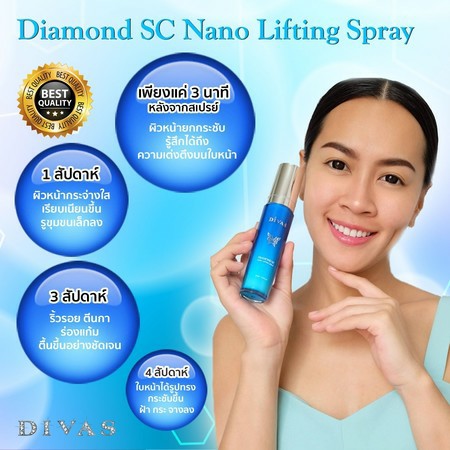 Diamond SC Nano Lifting Spray
BEST QUALITY
BEST QUALITY
BEST
QUALITY
เพียงแค่ 3 นาที
หลังจากสเปรย์
ผิวหน้ายกกระชับ
รู้สึกได้ถึง
ความเต่งตึงบนใบหน้า
1 สัปดาห์
ผิวหน้ากระจ่างใส
เรียบเนียนขึ้น
รูขุมขนเล็กลง
3 สัปดาห์
ริ้วรอย ตีนกา
ร่องแก้ม
ตื้นขึ้นอย่างชัดเจน
4 สัปดาห์
ใบหน้าได้รูปทรง
กระชับขึ้น
ฝ้า กระ จางลง
DIVAS
DIVAS